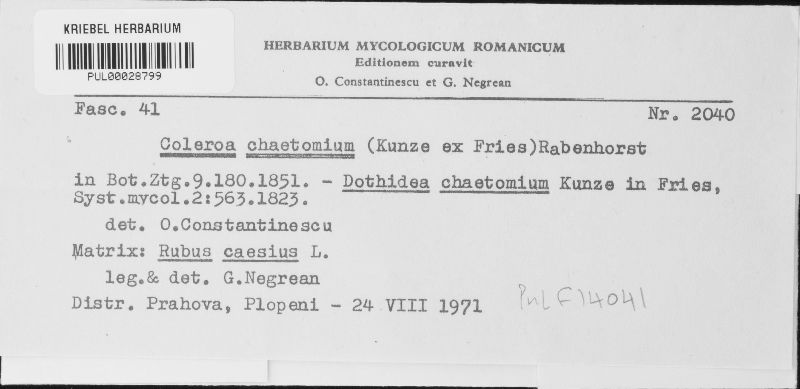 KRIEBEL HERBARIUM
PUL00028799
HERBARIUM MYCOLOGICUM ROMANICUM
Editionem curavit
O. Constantinescu et G. Negrean
Fasc. 41
Nr. 2040
Coleroa chaetomium (Kunze ex Fries)Rabenhorst
in Bot.Ztg.9.180.1851. - Dothidea chaetomium Kunze in Fries,
Syst.mycol.2:563.1823.
det. O.Constantinescu
Matrix: Rubus caesius L.
leg.& det. G.Negrean
Distr. Prahova, Plopeni - 24 VIII 1971
PuL F14041